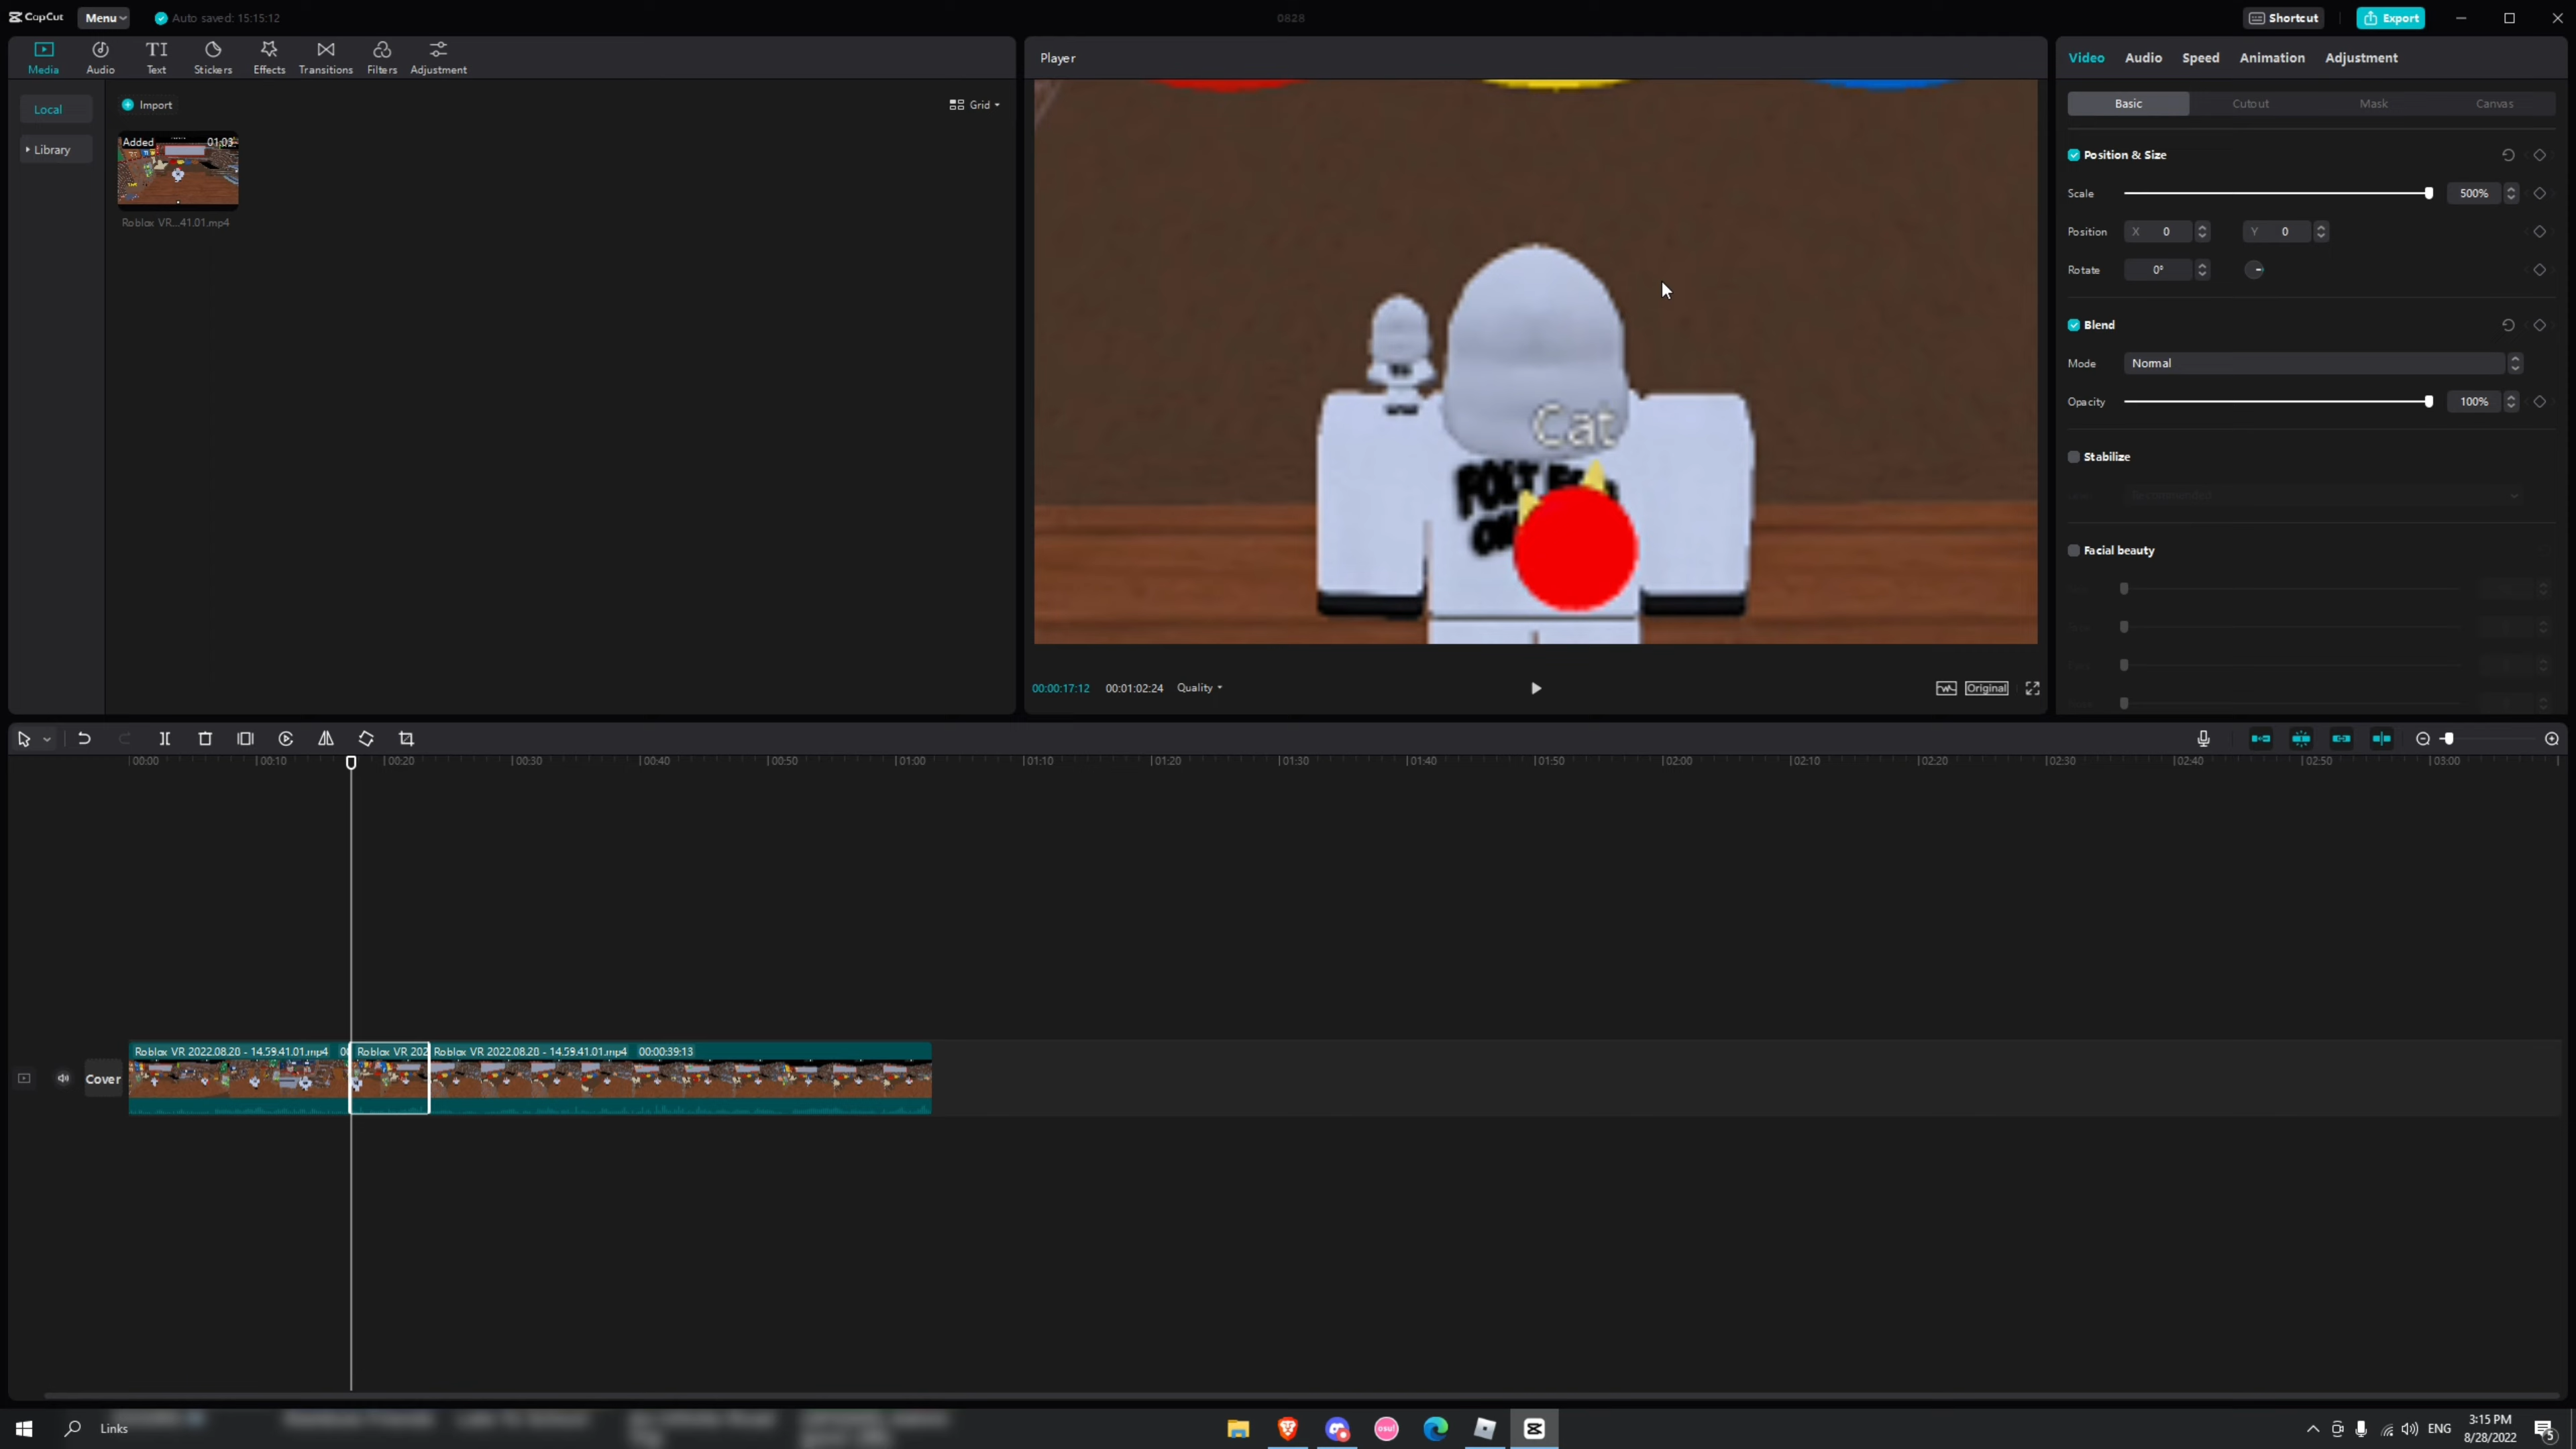 CapCut Menu Auto saved: 15:15:12 0828 Shortcut Export
Media Audio Text Stickers Effects Transitions Filters Adjustment
Local
Library
Import Grid
Added 01:03
Roblox VR...41.01.mp4
Player
Cat
00:00:17:12 00:01:02:24 Quality Original
Video Audio Speed Animation Adjustment
Basic Cutout Mask Canvas
Position & Size
Scale 500%
Position X 0 Y 0
Rotate 0°
Blend
Mode Normal
Opacity 100%
Stabilize
Recommended
Facial beauty
00:00 00:10 00:20 00:30 00:40 00:50 01:00 01:10 01:20 01:30 01:40 01:50 02:00 02:10 02:20 02:30 02:40 02:50 03:00
Roblox VR 2022.08.20 - 14.59.41.01.mp4 00 Roblox VR 202 Roblox VR 2022.08.20 - 14.59.41.01.mp4 00:00:39:13
Cover
Links
osu!
ENG 3:15 PM
8/28/2022
5